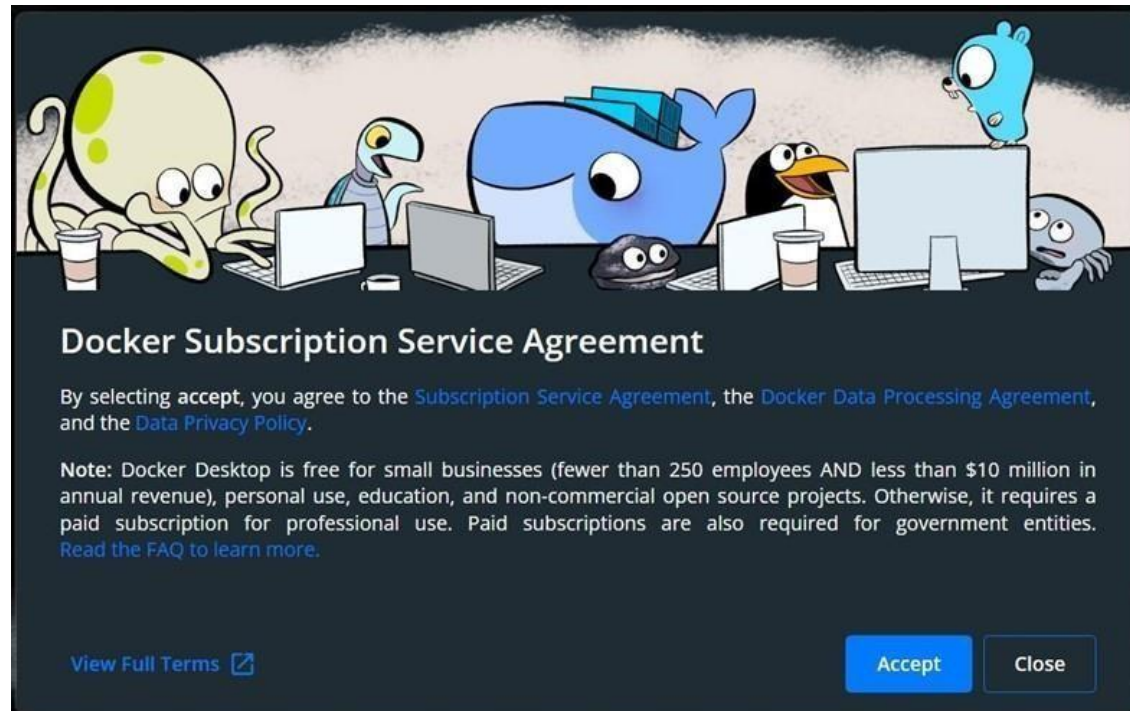 Docker Subscription Service Agreement
By selecting accept, you agree to the Subscription Service Agreement, the Docker Data Processing Agreement,
and the Data Privacy Policy.
Note: Docker Desktop is free for small businesses (fewer than 250 employees AND less than $10 million in
annual revenue), personal use, education, and non-commercial open source projects. Otherwise, it requires a
paid subscription for professional use. Paid subscriptions are also required for government entities.
Read the FAQ to learn more.
View Full Terms
Accept
Close